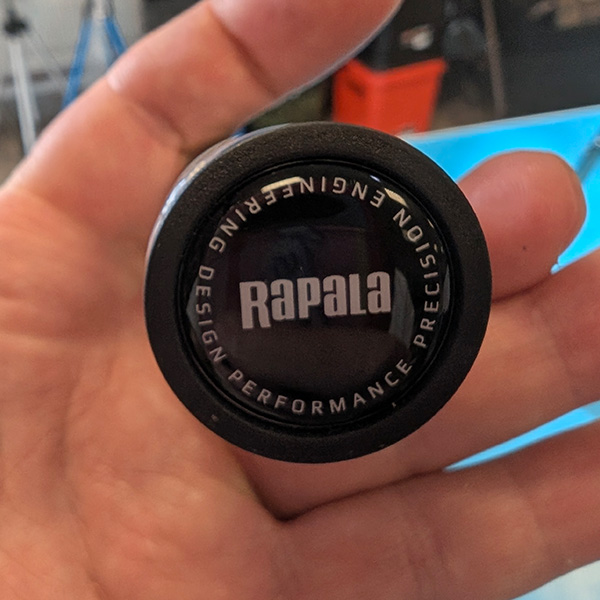 RAPALA
DESIGN PERFORMANCE PRECISION ENGINEERING